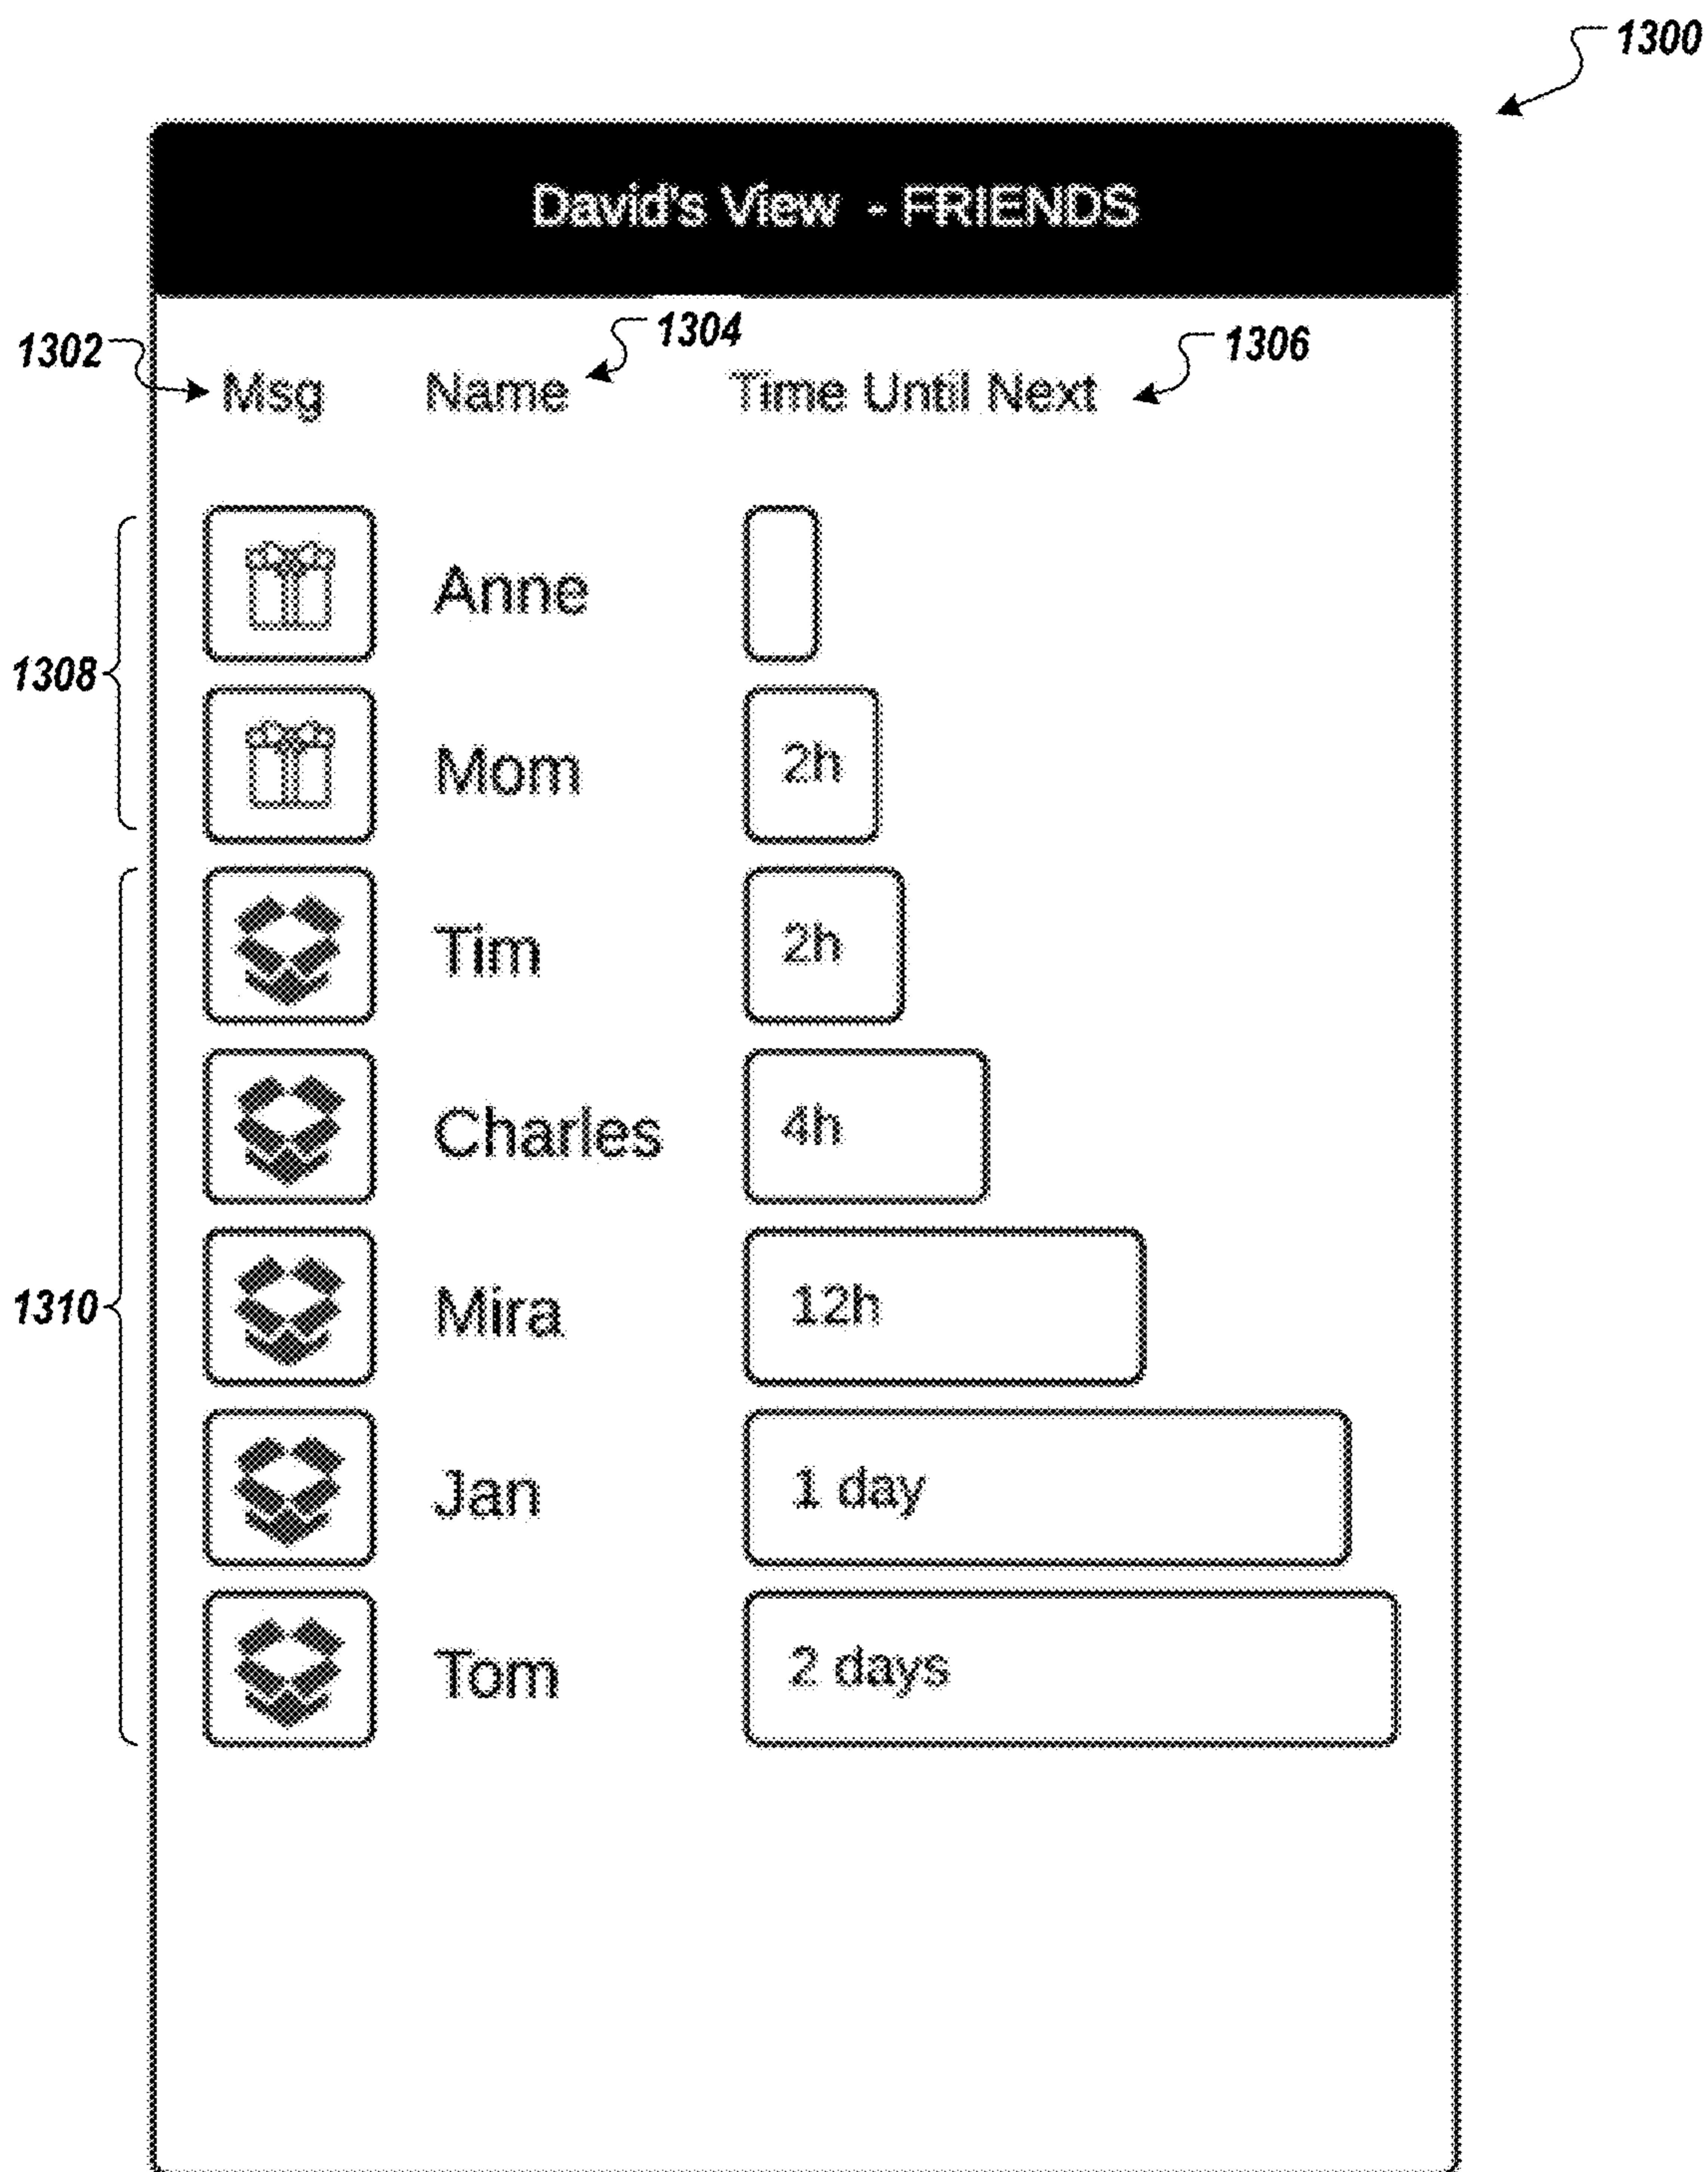 1300
David's View - FRIENDS
1302 Msg Name 1304 Time Until Next 1306
Anne
1308
Mom 2h
Tim 2h
Charles 4h
1310 Mira 12h
Jan 1 day
Tom 2 days